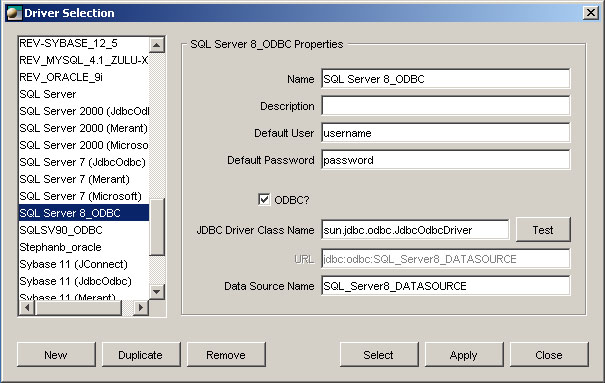 Driver Selection
REV-SYBASE_12_5
REV_MYSQL_4.1_ZULU-X
REV_ORACLE_9i
SQL Server
SQL Server 2000 (JdbcOdl
SQL Server 2000 (Merant)
SQL Server 2000 (Microso
SQL Server 7 (JdbcOdbc)
SQL Server 7 (Merant)
SQL Server 7 (Microsoft)
SQL Server 8_ODBC
SQLSV90_ODBC
Stephanb_oracle
Sybase 11 (JConnect)
Sybase 11 (JdbcOdbc)
Sybase 11 (Merant)
SQL Server 8_ODBC Properties
Name SQL Server 8_ODBC
Description
Default User username
Default Password password
ODBC?
JDBC Driver Class Name sun.jdbc.odbc.JdbcOdbcDriver Test
URL jdbc:odbc:SQL_Server8_DATASOURCE
Data Source Name SQL_Server8_DATASOURCE
New Duplicate Remove Select Apply Close